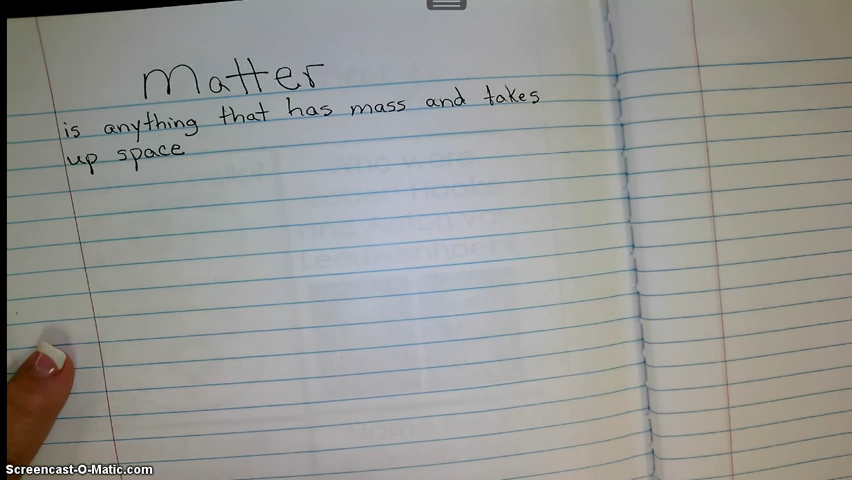 Matter
is anything that has mass and takes
up space
Screencast-O-Matic.com